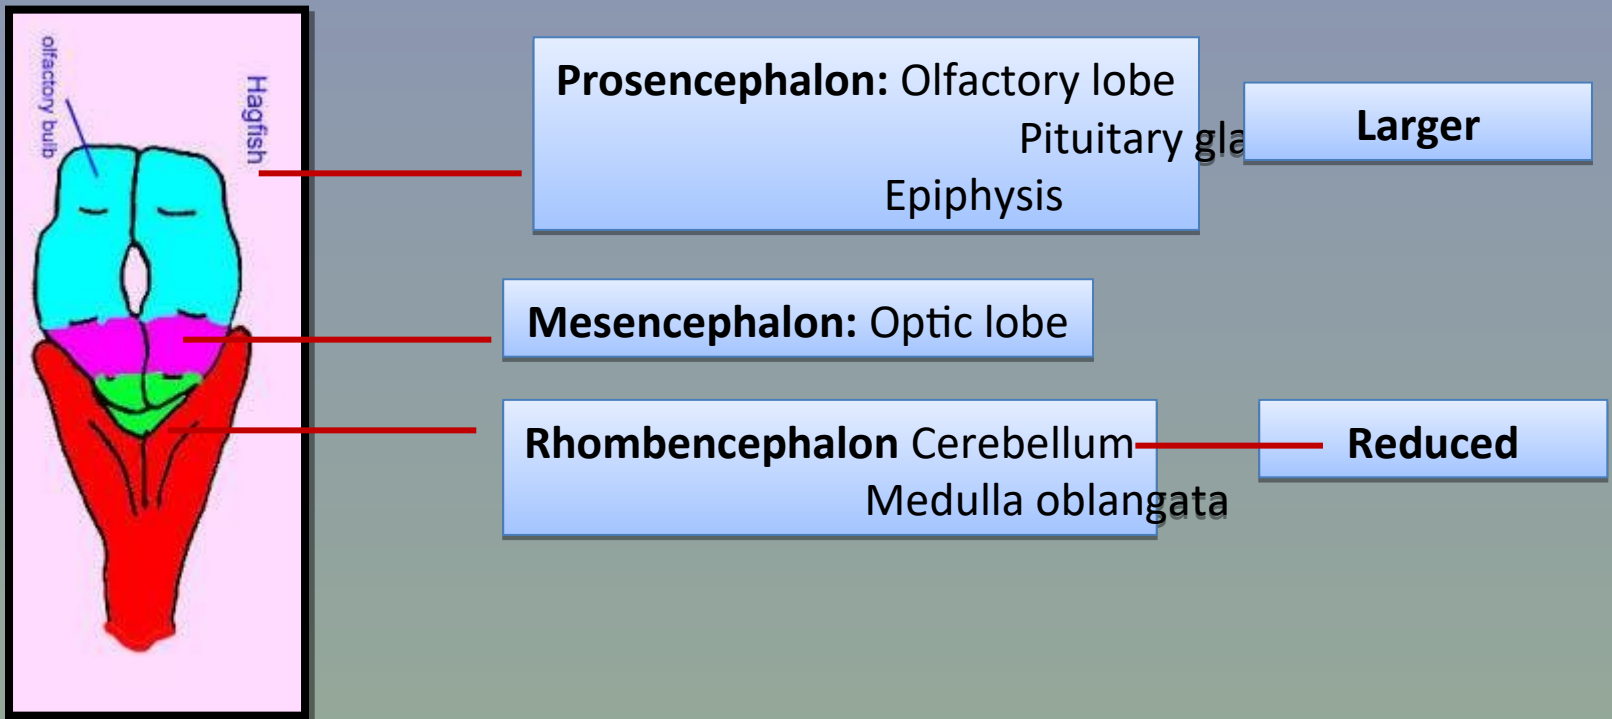 olfactory bulb
Hagfish
Prosencephalon: Olfactory lobe
Pituitary gla
Epiphysis
Larger
Mesencephalon: Optic lobe
Rhombencephalon Cerebellum
Medulla oblangata
Reduced